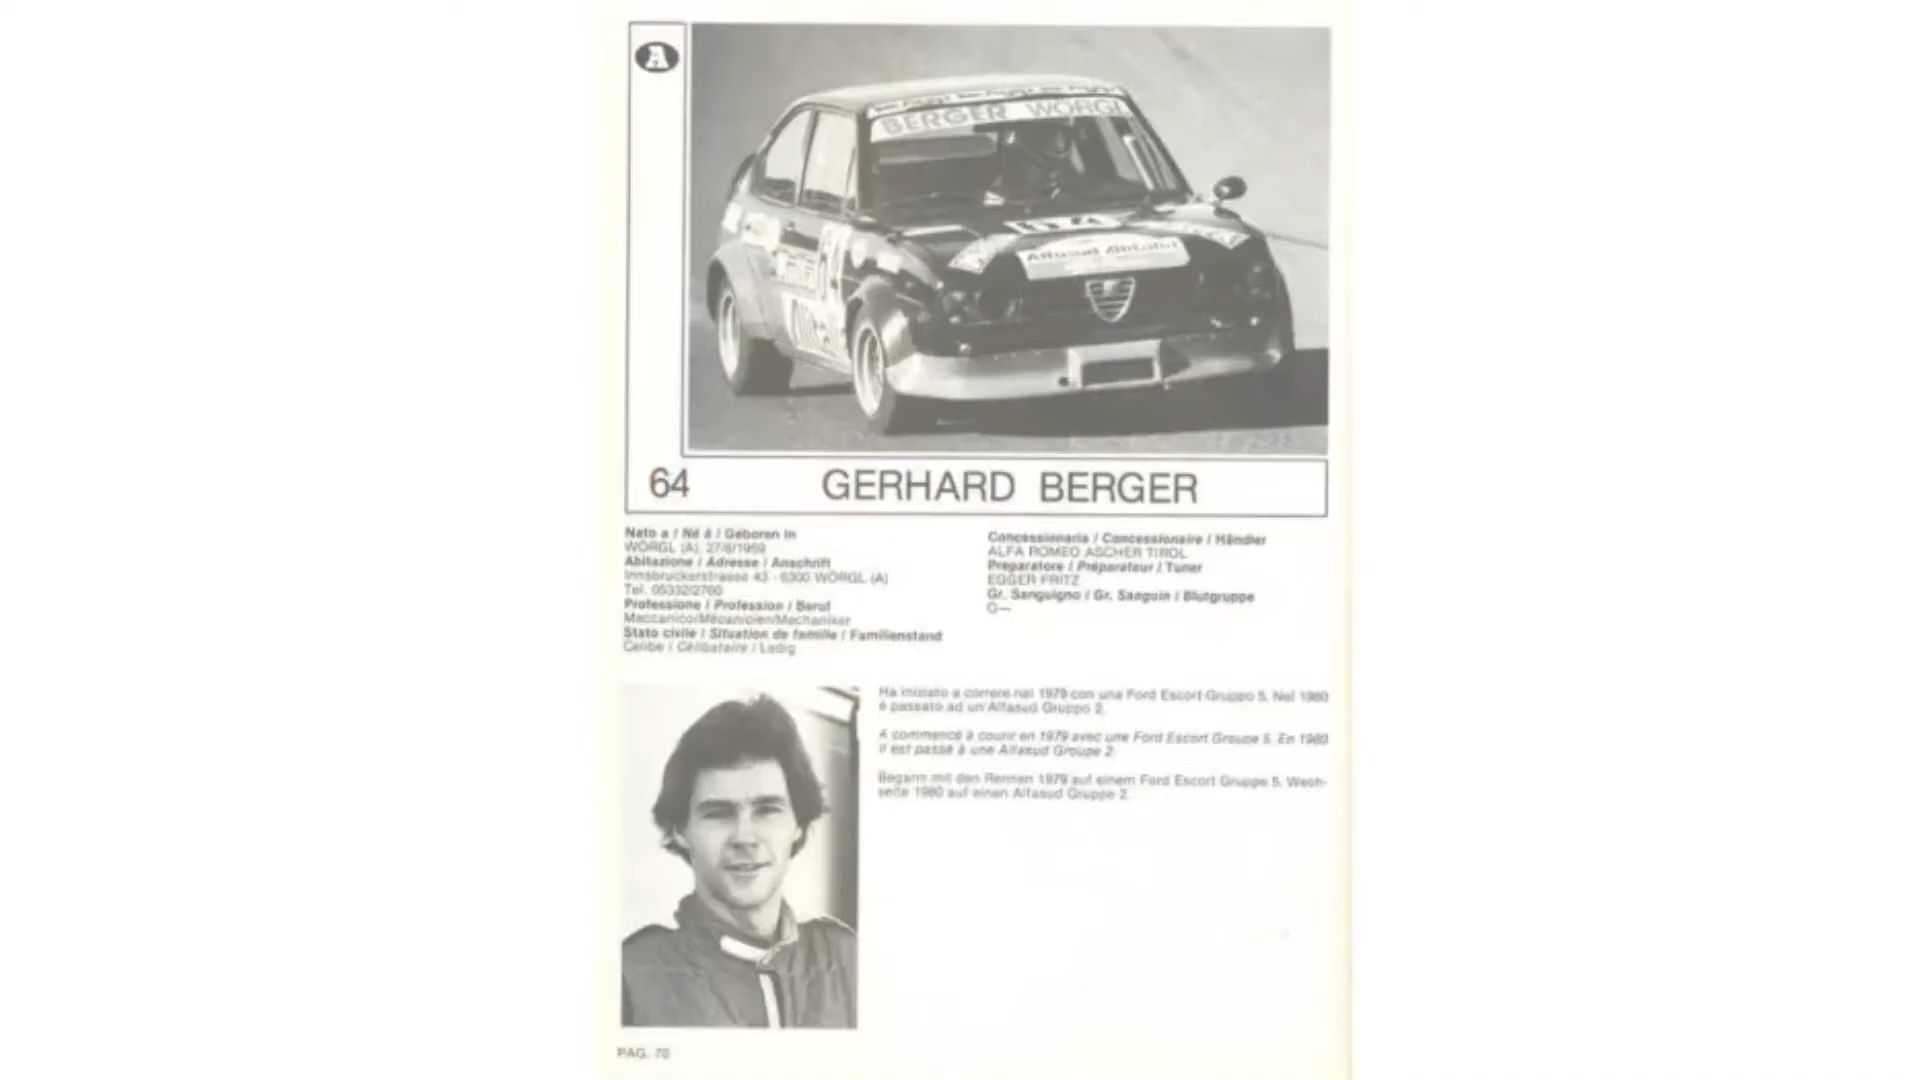 A
BERGER WÖRGL
64
64
GERHARD BERGER
Nato a / Né à / Geboren in
WÖRGL (A), 27/8/1959
Abitazione / Adresse / Anschrift
Innsbruckerstrasse 43 - 6300 WÖRGL (A)
Tel. 05332/2760
Professione / Profession / Beruf
Meccanico/Mécanicien/Mechaniker
Stato civile / Situation de famille / Familienstand
Celibe / Célibataire / Ledig
Concessionaria / Concessionaire / Händler
ALFA ROMEO ASCHER TIROL
Preparatore / Préparateur / Tuner
EGGER FRITZ
Gr. Sanguigno / Gr. Sanguin / Blutgruppe
O—
Ha iniziato a correre nel 1979 con una Ford Escort Gruppo 5. Nel 1980
è passato ad un'Alfasud Gruppo 2.
A commencé à courir en 1979 avec une Ford Escort Groupe 5. En 1980
il est passé à une Alfasud Groupe 2.
Begann mit den Rennen 1979 auf einem Ford Escort Gruppe 5. Wech-
selte 1980 auf einen Alfasud Gruppe 2.
PAG. 70